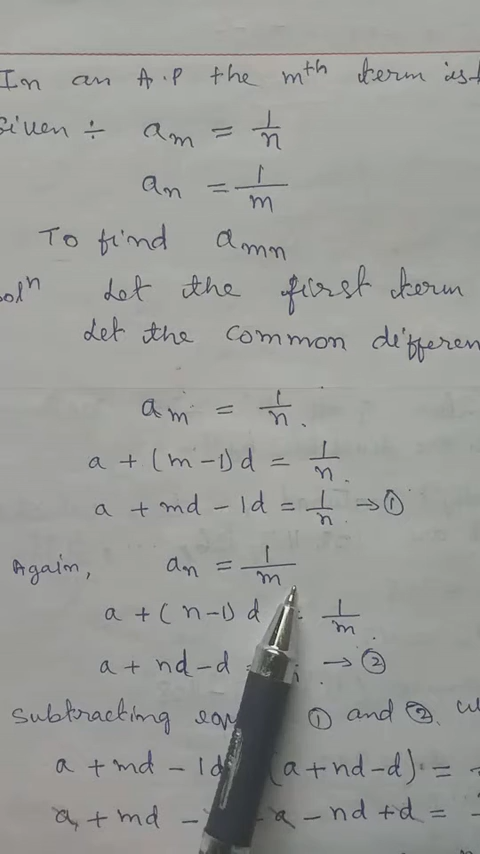 In an A.P the mth term is
Given ÷ am = 1/n
an = 1/m
To find amn
Soln Let the first term
Let the common differen
am = 1/n.
a + (m-1)d = 1/n.
a + md - 1d = 1/n → ①
Again, an = 1/m
a + (n-1) d = 1/m.
a + nd - d → ②
Subtracting eq ① and ②,
a + md - 1d (a + nd - d) =
a + md - a - nd + d =